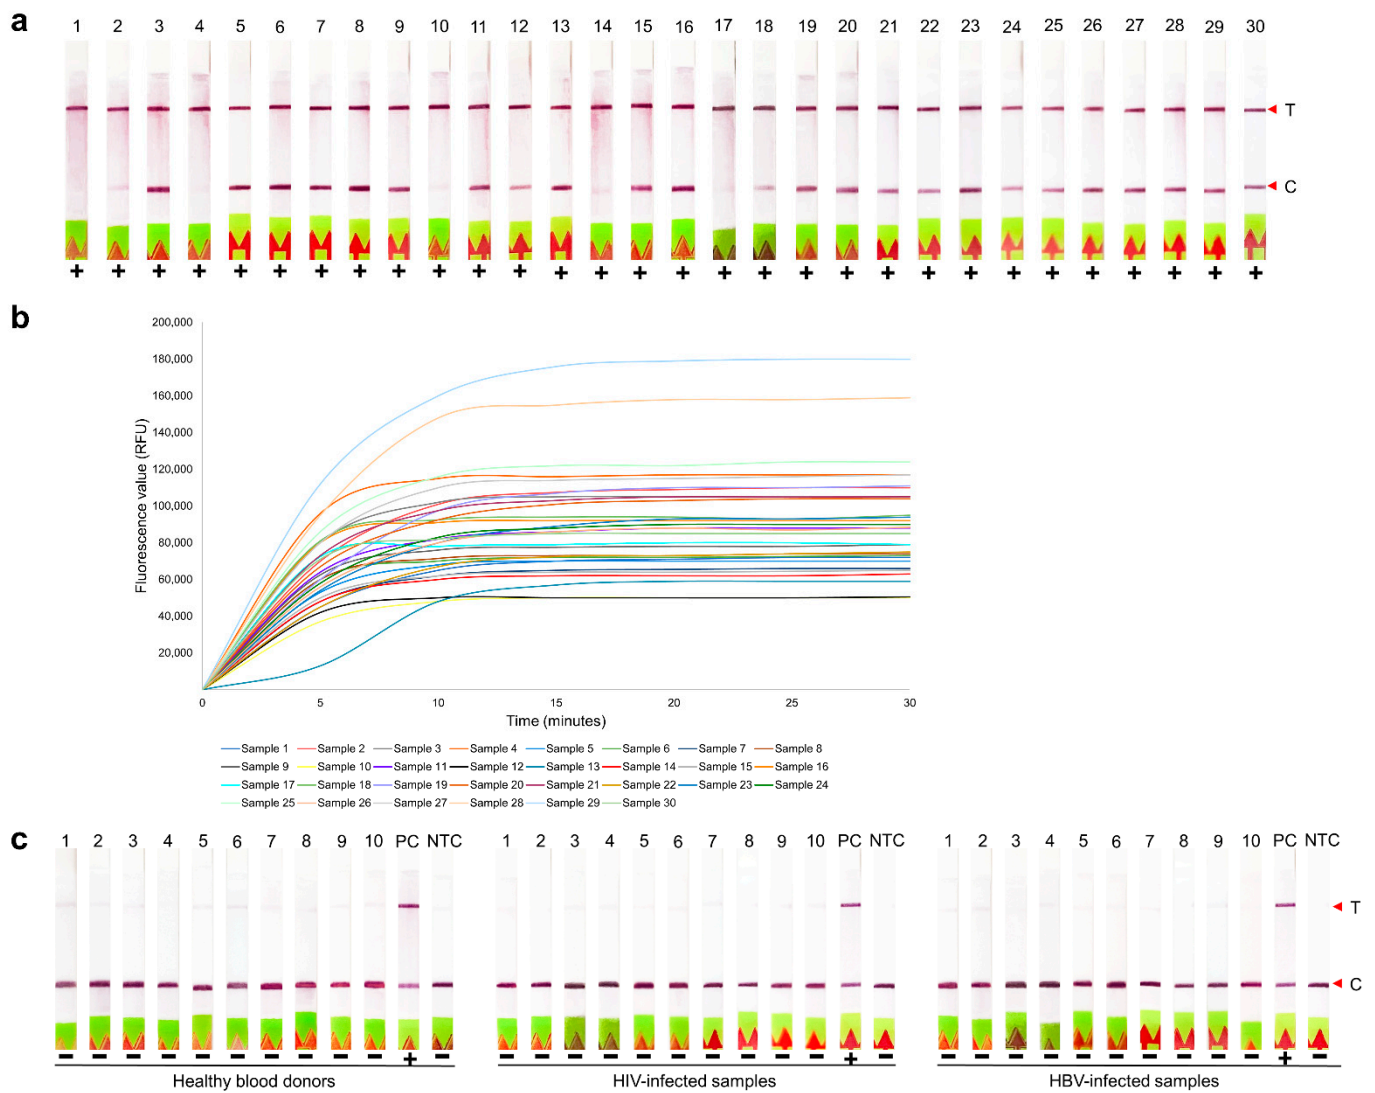 a
1 2 3 4 5 6 7 8 9 10 11 12 13 14 15 16 17 18 19 20 21 22 23 24 25 26 27 28 29 30
T
C
+ + + + + + + + + + + + + + + + + + + + + + + + + + + + + +
b
200,000
180,000
160,000
140,000
120,000
100,000
80,000
60,000
40,000
20,000
Fluorescence value (RFU)
0 5 10 15 20 25 30
Time (minutes)
Sample 1 Sample 2 Sample 3 Sample 4 Sample 5 Sample 6 Sample 7 Sample 8
Sample 9 Sample 10 Sample 11 Sample 12 Sample 13 Sample 14 Sample 15 Sample 16
Sample 17 Sample 18 Sample 19 Sample 20 Sample 21 Sample 22 Sample 23 Sample 24
Sample 25 Sample 26 Sample 27 Sample 28 Sample 29 Sample 30
c
1 2 3 4 5 6 7 8 9 10 PC NTC 1 2 3 4 5 6 7 8 9 10 PC NTC 1 2 3 4 5 6 7 8 9 10 PC NTC
T
C
− − − − − − − − − − + − − − − − − − − − − − + − − − − − − − − − − − + −
Healthy blood donors HIV-infected samples HBV-infected samples